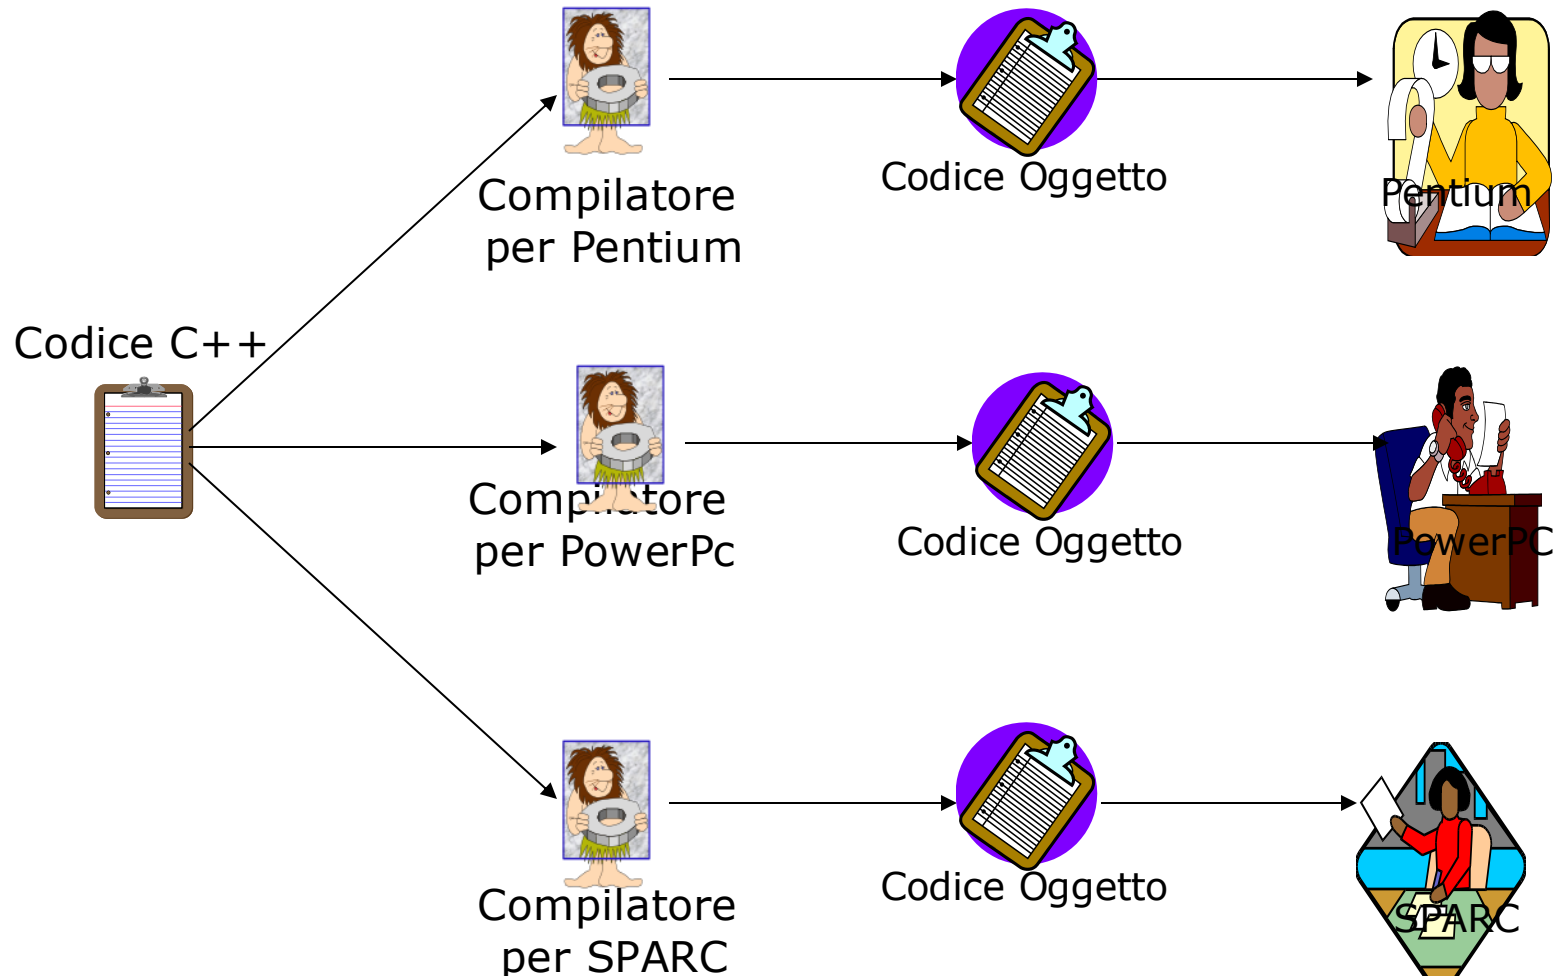 Codice C++
Compilatore
per Pentium
Codice Oggetto
Pentium
Compilatore
per PowerPc
Codice Oggetto
PowerPC
Compilatore
per SPARC
Codice Oggetto
SPARC